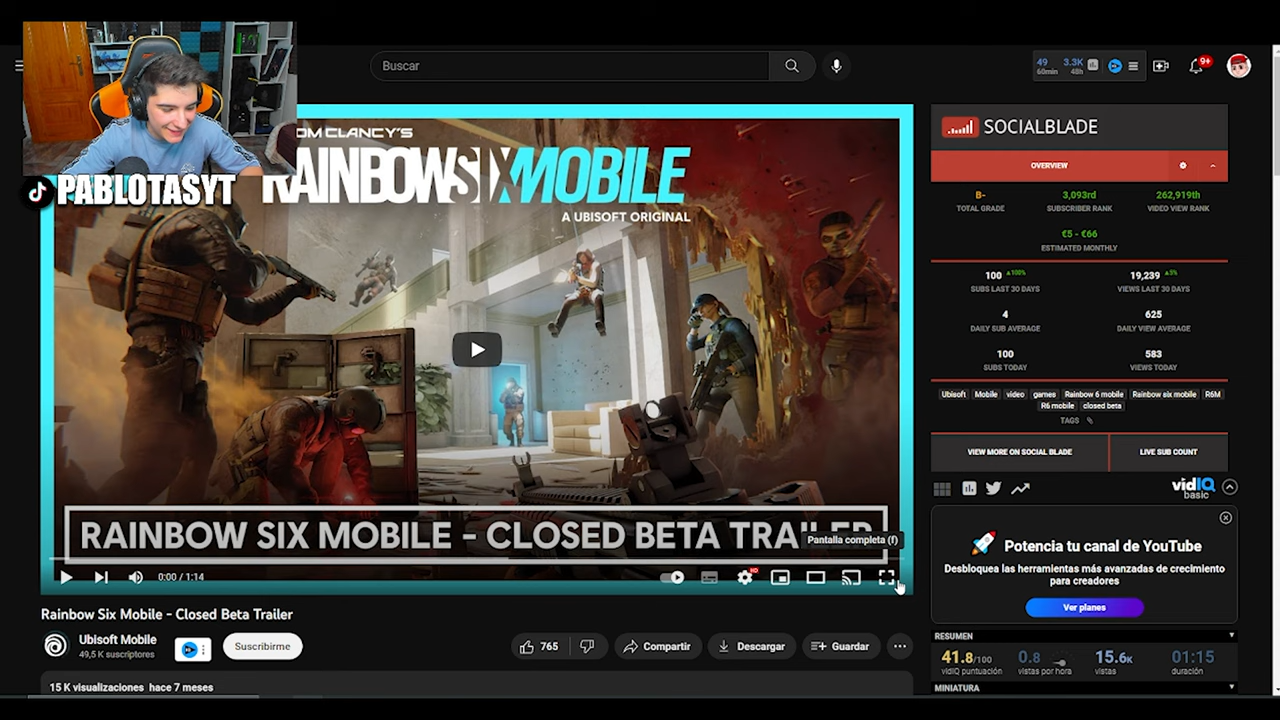 Buscar
49
60min
3.3K
48h
9+
PABLOTASYT
OM CLANCY'S
RAINBOW SIX MOBILE
A UBISOFT ORIGINAL
RAINBOW SIX MOBILE - CLOSED BETA TRAILER
Pantalla completa (f)
0:00 / 1:14
HD
Rainbow Six Mobile - Closed Beta Trailer
Ubisoft Mobile
49,5 K suscriptores
Suscribirme
765
Compartir
Descargar
Guardar
15 K visualizaciones hace 7 meses
SOCIALBLADE
OVERVIEW
B-
TOTAL GRADE
3,093rd
SUBSCRIBER RANK
262,919th
VIDEO VIEW RANK
€5 - €66
ESTIMATED MONTHLY
100 ▲100%
SUBS LAST 30 DAYS
19,239 ▲5%
VIEWS LAST 30 DAYS
4
DAILY SUB AVERAGE
625
DAILY VIEW AVERAGE
100
SUBS TODAY
583
VIEWS TODAY
Ubisoft Mobile video games Rainbow 6 mobile Rainbow six mobile R6M
R6 mobile closed beta
TAGS
VIEW MORE ON SOCIAL BLADE
LIVE SUB COUNT
vidIQ
basic
Potencia tu canal de YouTube
Desbloquea las herramientas más avanzadas de crecimiento
para creadores
Ver planes
RESUMEN
41.8/100
vidIQ puntuación
0.8
vistas por hora
15.6K
vistas
01:15
duración
MINIATURA